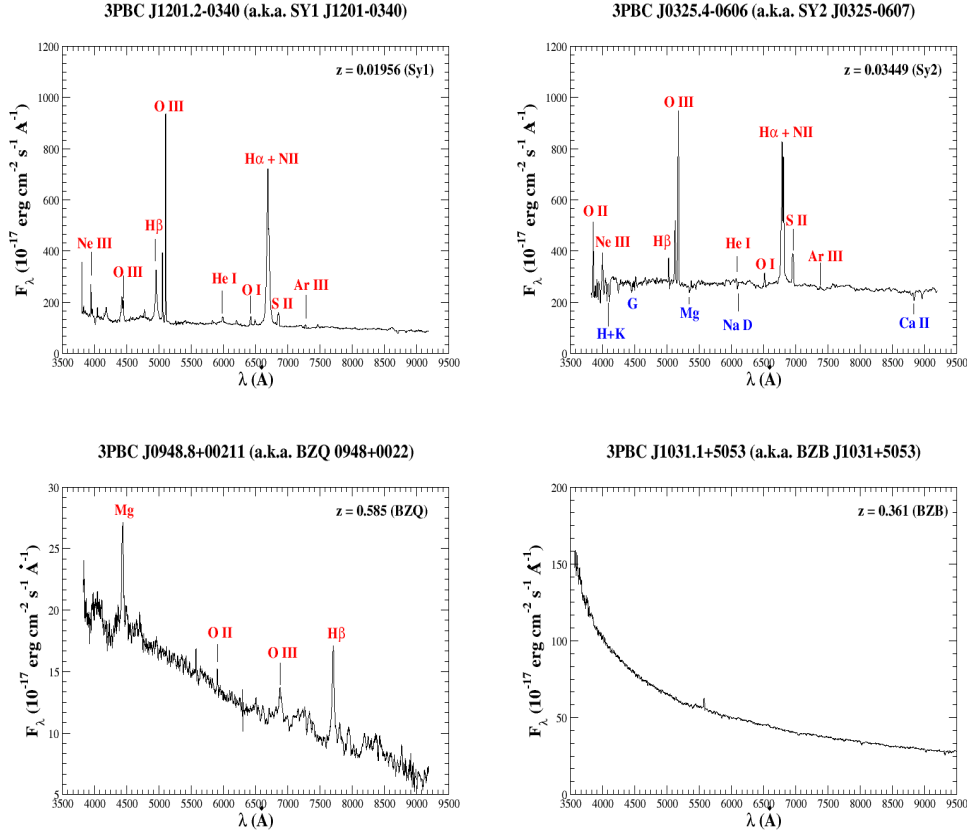 3PBC J1201.2-0340 (a.k.a. SY1 J1201-0340)
z = 0.01956 (Sy1)
F_λ (10^-17 erg cm^-2 s^-1 A^-1)
1200
1000
800
600
400
200
0
Ne III
O III
Hβ
O III
He I
O I
Hα + NII
S II
Ar III
3500 4000 4500 5000 5500 6000 6500 7000 7500 8000 8500 9000 9500
λ (Å)
3PBC J0325.4-0606 (a.k.a. SY2 J0325-0607)
z = 0.03449 (Sy2)
F_λ (10^-17 erg cm^-2 s^-1 A^-1)
1200
1000
800
600
400
200
0
O II
Ne III
H+K
G
Hβ
O III
Mg
He I
Na D
O I
Hα + NII
S II
Ar III
Ca II
3500 4000 4500 5000 5500 6000 6500 7000 7500 8000 8500 9000 9500
λ (Å)
3PBC J0948.8+00211 (a.k.a. BZQ 0948+0022)
z = 0.585 (BZQ)
F_λ (10^-17 erg cm^-2 s^-1 Å^-1)
30
25
20
15
10
5
Mg
O II
O III
Hβ
3500 4000 4500 5000 5500 6000 6500 7000 7500 8000 8500 9000 9500
λ (Å)
3PBC J1031.1+5053 (a.k.a. BZB J1031+5053)
z = 0.361 (BZB)
F_λ (10^-17 erg cm^-2 s^-1 A^-1)
200
150
100
50
0
3500 4000 4500 5000 5500 6000 6500 7000 7500 8000 8500 9000 9500
λ (Å)